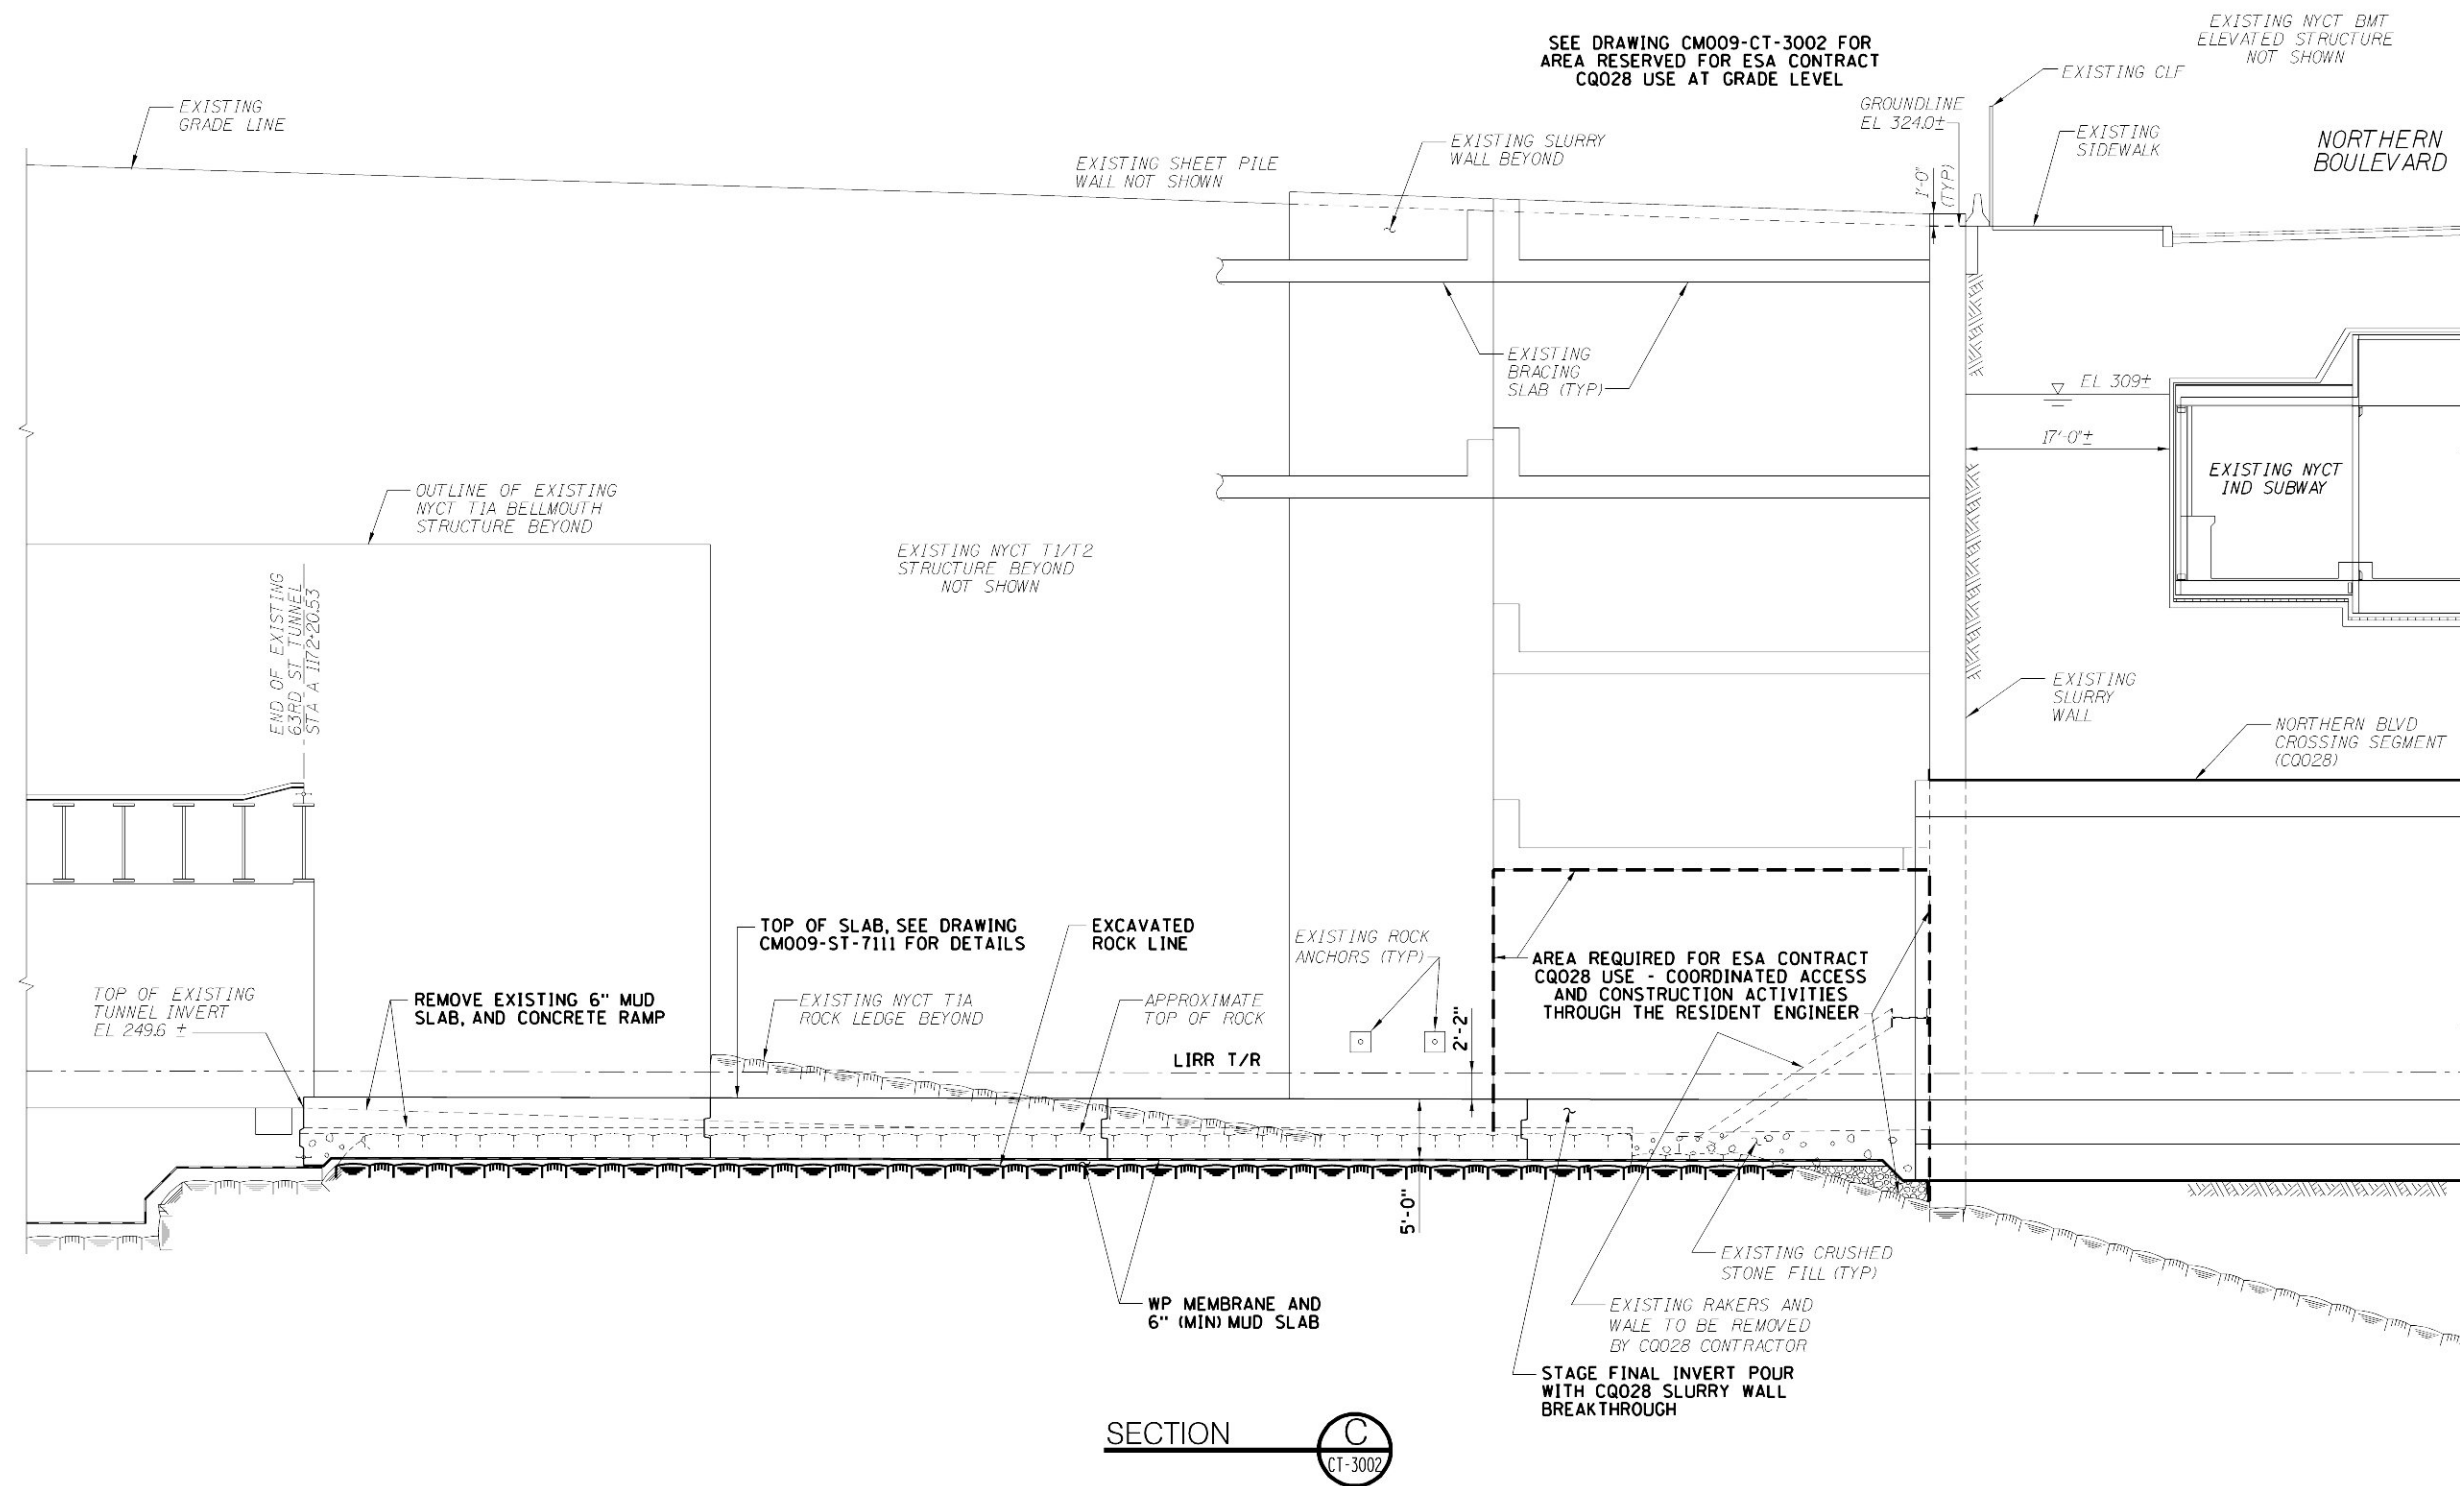 EXISTING NYCT BMT
ELEVATED STRUCTURE
NOT SHOWN
SEE DRAWING CM009-CT-3002 FOR
AREA RESERVED FOR ESA CONTRACT
CQ028 USE AT GRADE LEVEL
EXISTING CLF
EXISTING
GRADE LINE
GROUNDLINE
EL 324.0±
EXISTING SLURRY
WALL BEYOND
EXISTING
SIDEWALK
NORTHERN
BOULEVARD
EXISTING SHEET PILE
WALL NOT SHOWN
1'-0"
(TYP)
EXISTING
BRACING
SLAB (TYP)
EL 309±
17'-0"±
EXISTING NYCT
IND SUBWAY
OUTLINE OF EXISTING
NYCT T1A BELLMOUTH
STRUCTURE BEYOND
EXISTING NYCT T1/T2
STRUCTURE BEYOND
NOT SHOWN
END OF EXISTING
63RD ST TUNNEL
STA A 1172+20.53
EXISTING
SLURRY
WALL
NORTHERN BLVD
CROSSING SEGMENT
(CQ028)
TOP OF SLAB, SEE DRAWING
CM009-ST-7111 FOR DETAILS
EXCAVATED
ROCK LINE
EXISTING ROCK
ANCHORS (TYP)
AREA REQUIRED FOR ESA CONTRACT
CQ028 USE - COORDINATED ACCESS
AND CONSTRUCTION ACTIVITIES
THROUGH THE RESIDENT ENGINEER
TOP OF EXISTING
TUNNEL INVERT
EL 249.6 ±
REMOVE EXISTING 6" MUD
SLAB, AND CONCRETE RAMP
EXISTING NYCT T1A
ROCK LEDGE BEYOND
APPROXIMATE
TOP OF ROCK
2'-2"
LIRR T/R
5'-0"
EXISTING CRUSHED
STONE FILL (TYP)
WP MEMBRANE AND
6" (MIN) MUD SLAB
EXISTING RAKERS AND
WALE TO BE REMOVED
BY CQ028 CONTRACTOR
STAGE FINAL INVERT POUR
WITH CQ028 SLURRY WALL
BREAKTHROUGH
SECTION
C
CT-3002